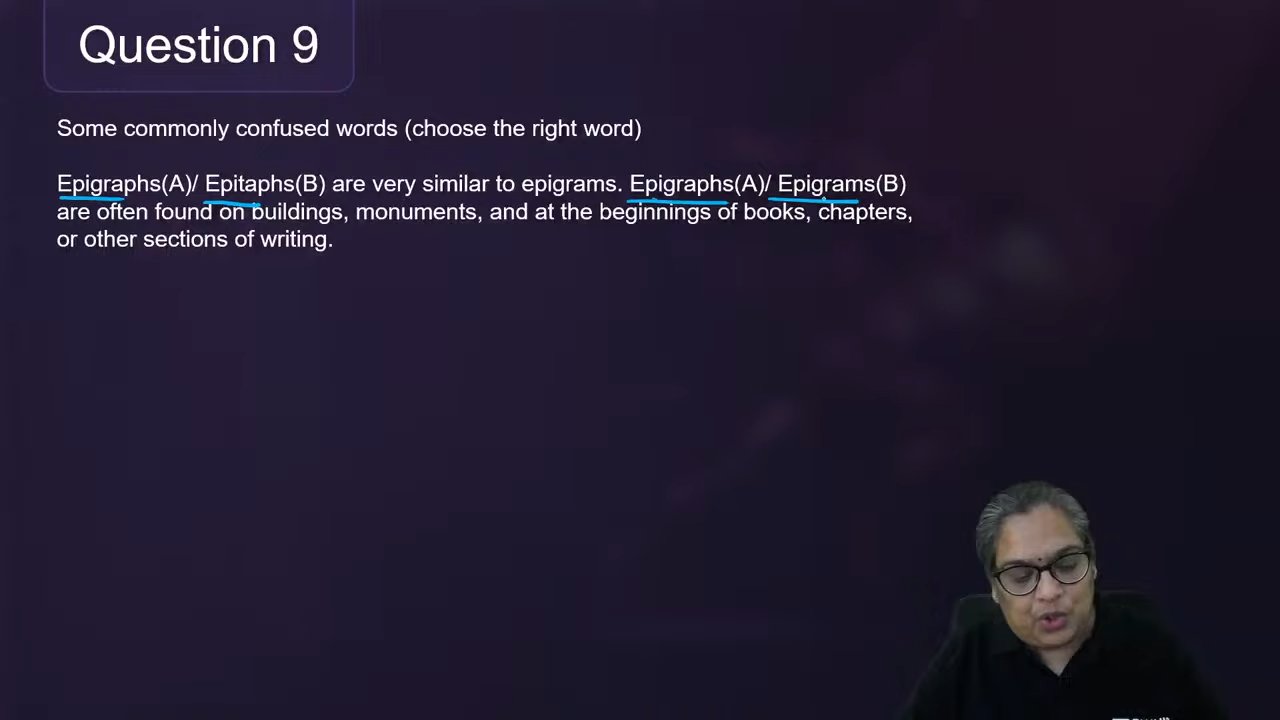 Question 9
Some commonly confused words (choose the right word)
Epigraphs(A)/ Epitaphs(B) are very similar to epigrams. Epigraphs(A)/ Epigrams(B)
are often found on buildings, monuments, and at the beginnings of books, chapters,
or other sections of writing.